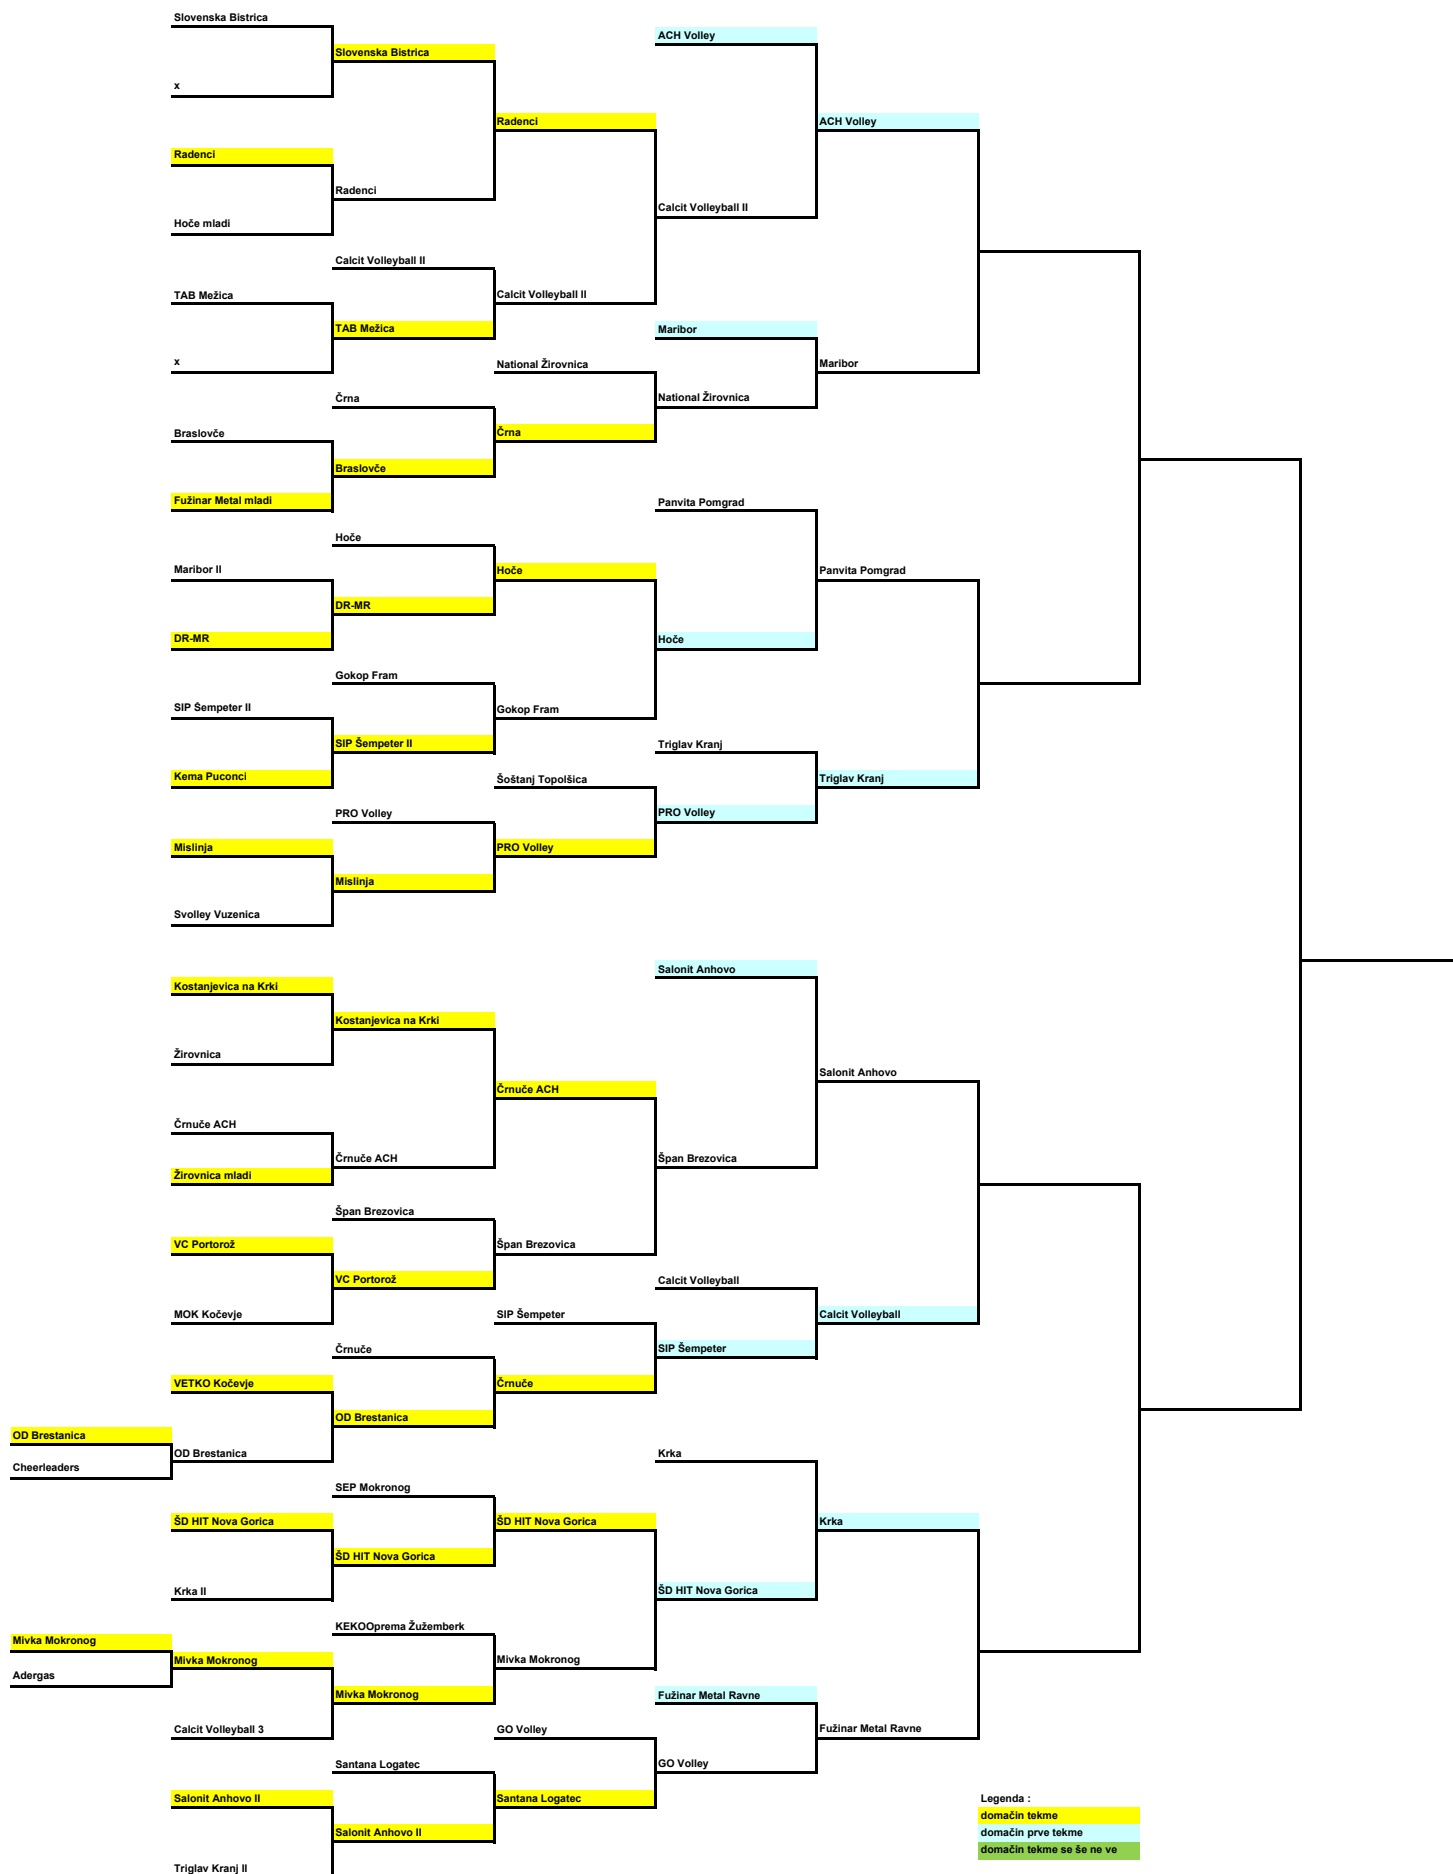 Slovenska Bistrica
ACH Volley
Slovenska Bistrica
x
Radenci
ACH Volley
Radenci
Radenci
Calcit Volleyball II
Hoče mladi
Calcit Volleyball II
TAB Mežica
Calcit Volleyball II
TAB Mežica
Maribor
x
National Žirovnica
Maribor
Črna
National Žirovnica
Braslovče
Črna
Braslovče
Fužinar Metal mladi
Panvita Pomgrad
Hoče
Maribor II
Hoče
Panvita Pomgrad
DR-MR
DR-MR
Hoče
Gokop Fram
SIP Šempeter II
Gokop Fram
SIP Šempeter II
Triglav Kranj
Kema Puconci
Šoštanj Topolšica
Triglav Kranj
PRO Volley
PRO Volley
Mislinja
PRO Volley
Mislinja
Svolley Vuzenica
Salonit Anhovo
Kostanjevica na Krki
Kostanjevica na Krki
Žirovnica
Salonit Anhovo
Črnuče ACH
Črnuče ACH
Črnuče ACH
Špan Brezovica
Žirovnica mladi
Špan Brezovica
VC Portorož
Špan Brezovica
VC Portorož
Calcit Volleyball
MOK Kočevje
SIP Šempeter
Calcit Volleyball
Črnuče
SIP Šempeter
VETKO Kočevje
Črnuče
OD Brestanica
OD Brestanica
OD Brestanica
Krka
Cheerleaders
SEP Mokronog
ŠD HIT Nova Gorica
ŠD HIT Nova Gorica
Krka
ŠD HIT Nova Gorica
Krka II
ŠD HIT Nova Gorica
KEKOOprema Žužemberk
Mivka Mokronog
Mivka Mokronog
Mivka Mokronog
Adergas
Mivka Mokronog
Fužinar Metal Ravne
Calcit Volleyball 3
GO Volley
Fužinar Metal Ravne
Santana Logatec
GO Volley
Salonit Anhovo II
Santana Logatec
Legenda :
domačin tekme
Salonit Anhovo II
domačin prve tekme
domačin tekme se še ne ve
Triglav Kranj II